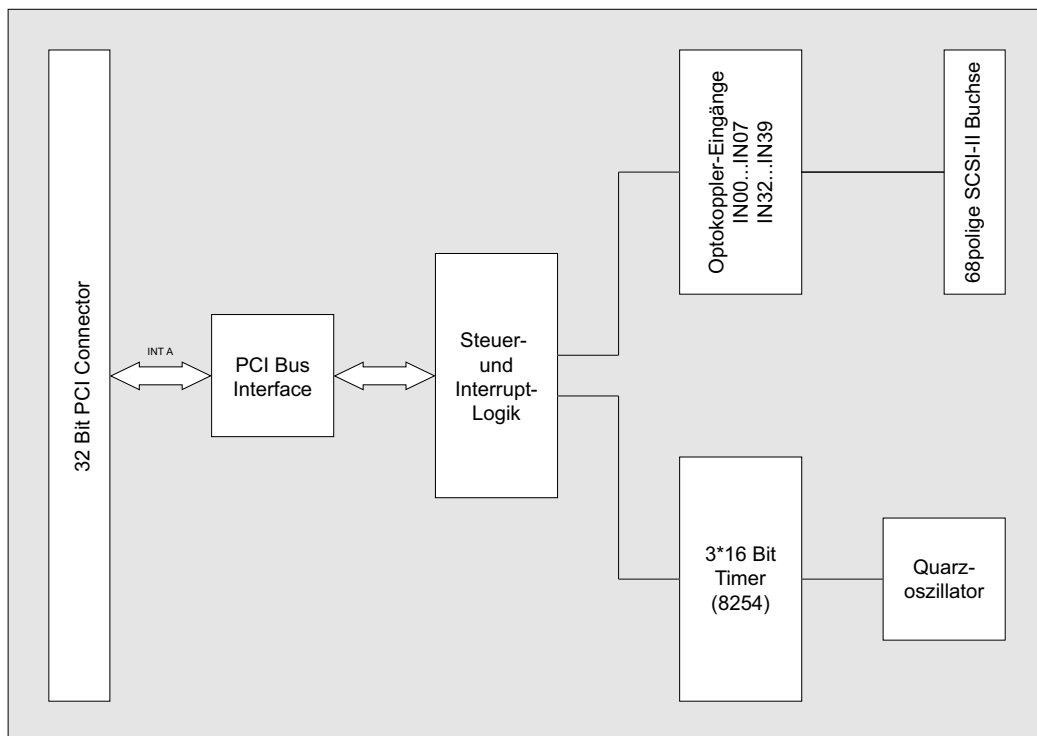 32 Bit PCI Connector
INT A
PCI Bus
Interface
Steuer-
und
Interrupt-
Logik
Optokoppler-Eingänge
IN00...IN07
IN32...IN39
68polige SCSI-II Buchse
3*16 Bit
Timer
(8254)
Quarz-
oszillator